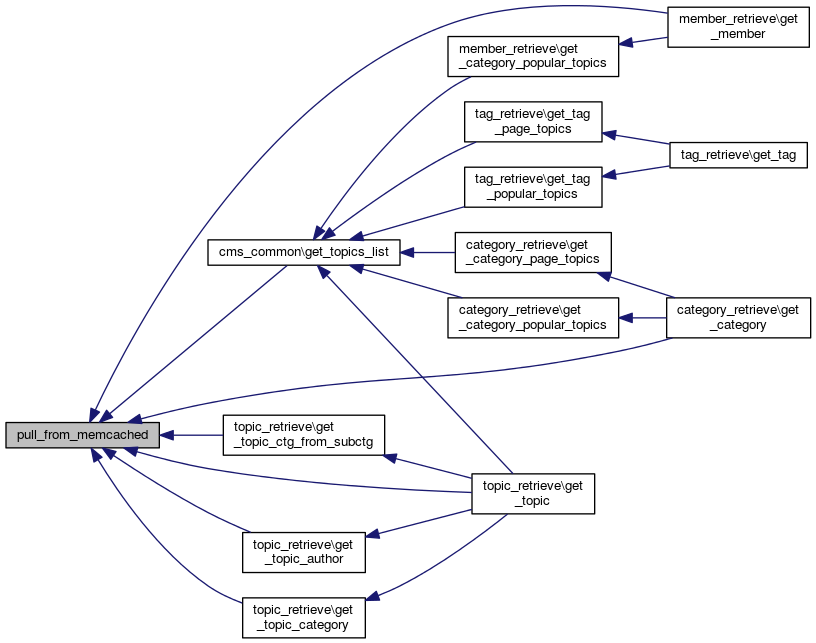 member_retrieve\get
_member
member_retrieve\get
_category_popular_topics
tag_retrieve\get_tag
_page_topics
tag_retrieve\get_tag
tag_retrieve\get_tag
_popular_topics
cms_common\get_topics_list
category_retrieve\get
_category_page_topics
category_retrieve\get
_category_popular_topics
category_retrieve\get
_category
pull_from_memcached
topic_retrieve\get
_topic_ctg_from_subctg
topic_retrieve\get
_topic
topic_retrieve\get
_topic_author
topic_retrieve\get
_topic_category